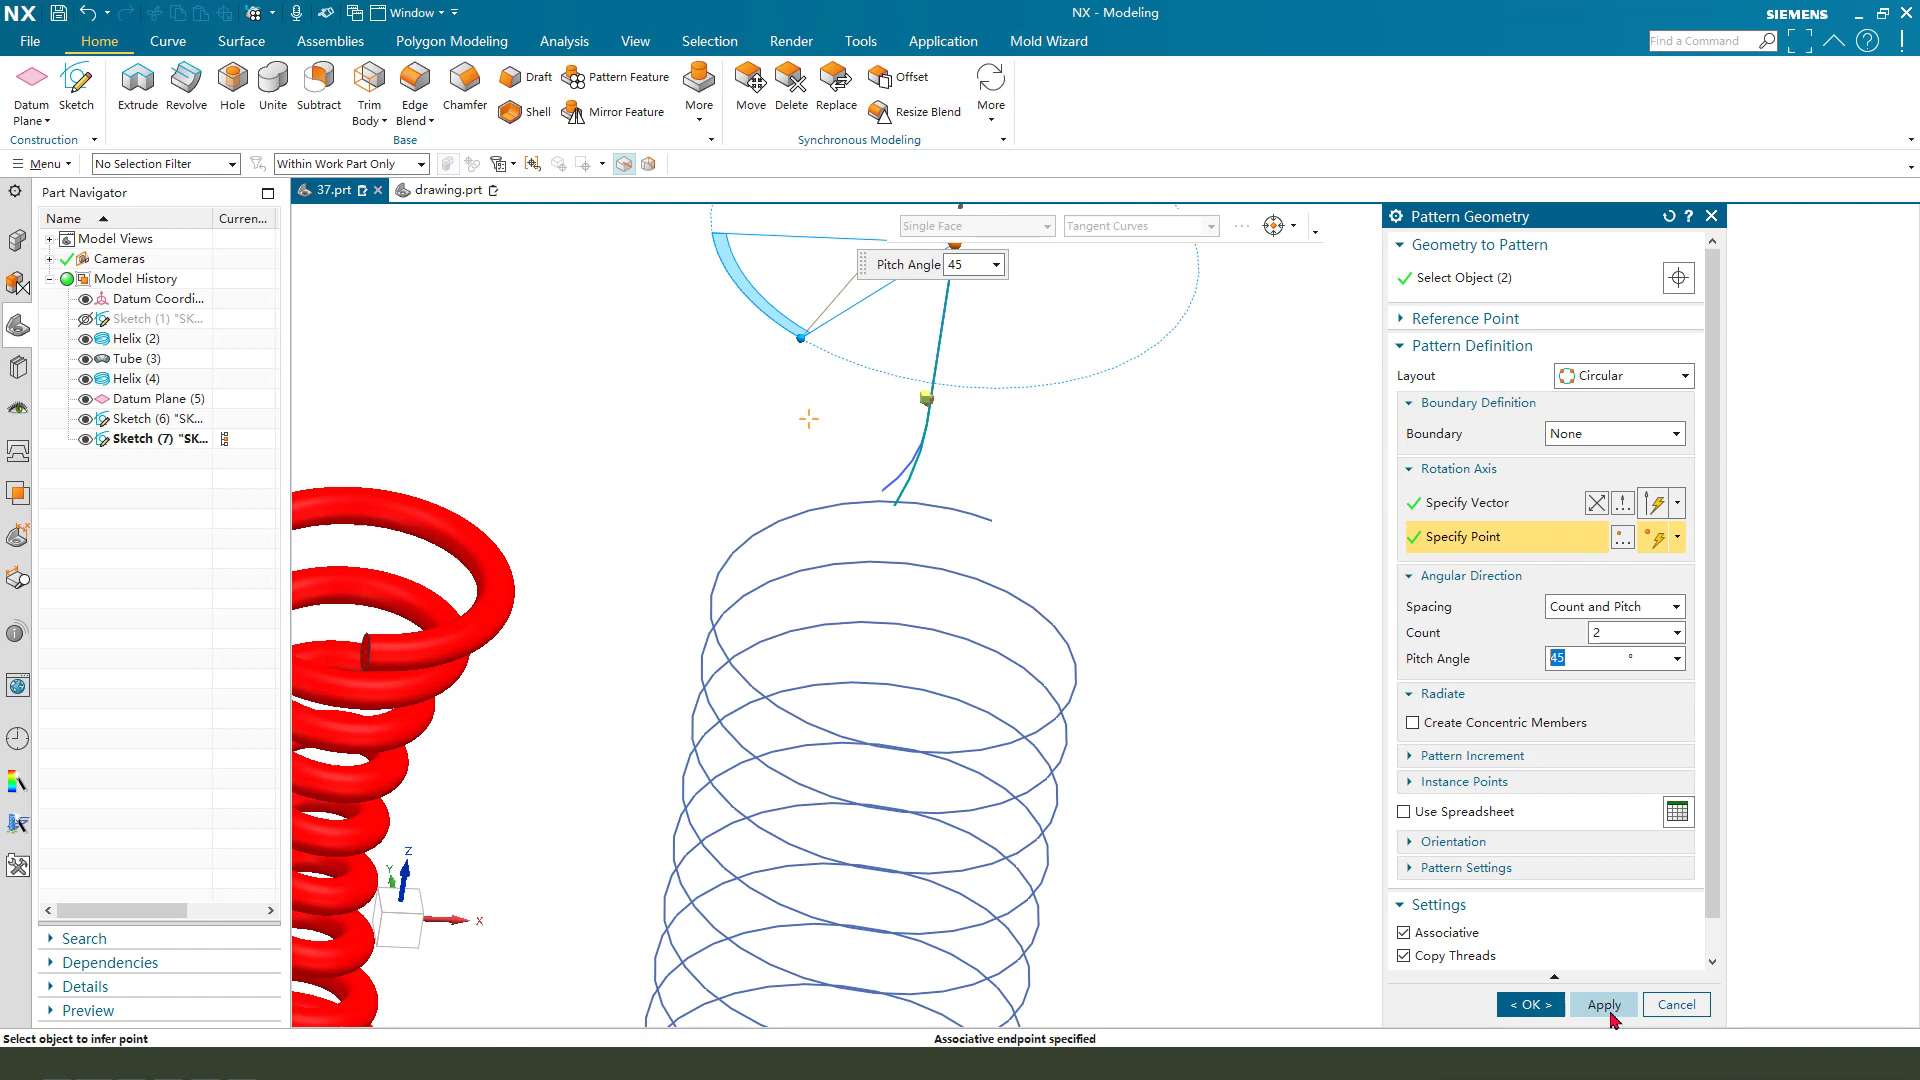 NX
Window
NX - Modeling
SIEMENS
File
Home
Curve
Surface
Assemblies
Polygon Modeling
Analysis
View
Selection
Render
Tools
Application
Mold Wizard
Find a Command
Datum
Plane
Sketch
Extrude
Revolve
Hole
Unite
Subtract
Trim
Body
Edge
Blend
Chamfer
Draft
Shell
Pattern Feature
Mirror Feature
More
Move
Delete
Replace
Offset
Resize Blend
More
Construction
Base
Synchronous Modeling
Menu
No Selection Filter
Within Work Part Only
Part Navigator
37.prt
drawing.prt
Name
Curren...
Model Views
Cameras
Model History
Datum Coordi...
Sketch (1) "SK...
Helix (2)
Tube (3)
Helix (4)
Datum Plane (5)
Sketch (6) "SK...
Sketch (7) "SK...
Search
Dependencies
Details
Preview
Single Face
Tangent Curves
Pitch Angle 45
Z
Y
X
Pattern Geometry
Geometry to Pattern
Select Object (2)
Reference Point
Pattern Definition
Layout Circular
Boundary Definition
Boundary None
Rotation Axis
Specify Vector
Specify Point
Angular Direction
Spacing Count and Pitch
Count 2
Pitch Angle 45 °
Radiate
Create Concentric Members
Pattern Increment
Instance Points
Use Spreadsheet
Orientation
Pattern Settings
Settings
Associative
Copy Threads
< OK >
Apply
Cancel
Select object to infer point
Associative endpoint specified